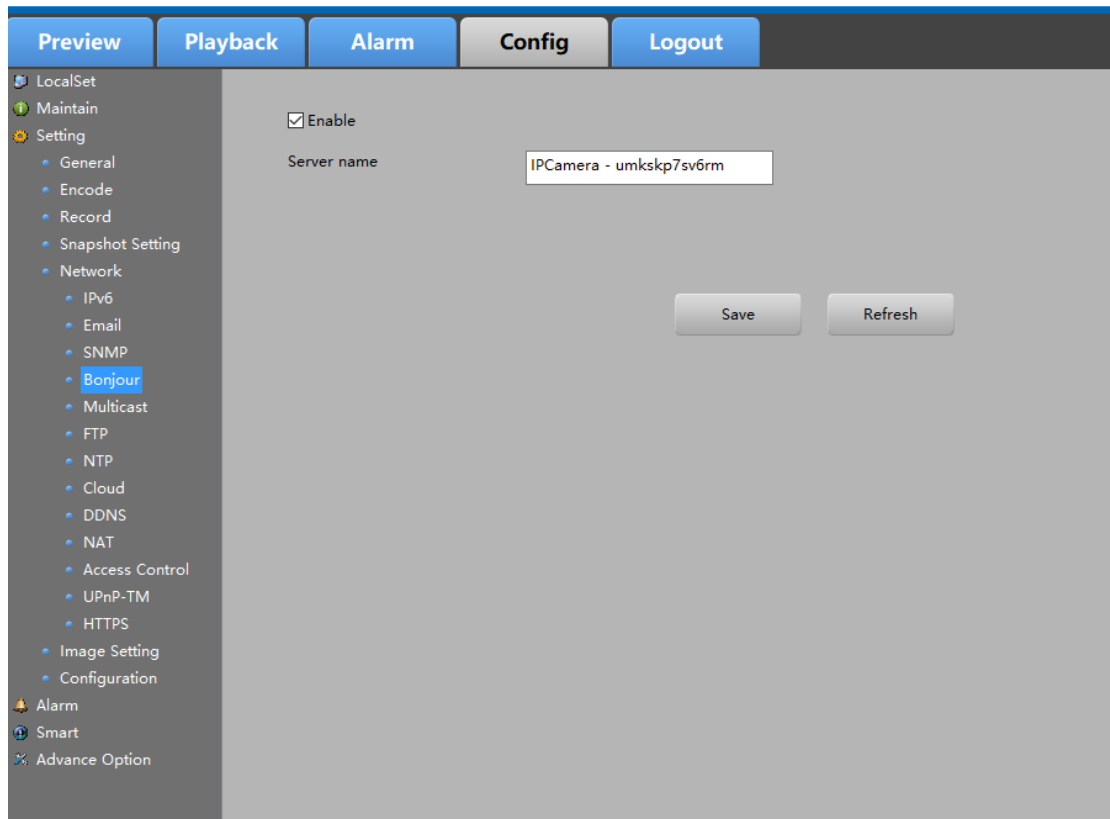 Preview Playback Alarm Config Logout
LocalSet
Maintain
Setting
General
Encode
Record
Snapshot Setting
Network
IPv6
Email
SNMP
Bonjour
Multicast
FTP
NTP
Cloud
DDNS
NAT
Access Control
UPnP-TM
HTTPS
Image Setting
Configuration
Alarm
Smart
Advance Option
Enable
Server name IPCamera - umkskp7sv6rm
Save Refresh